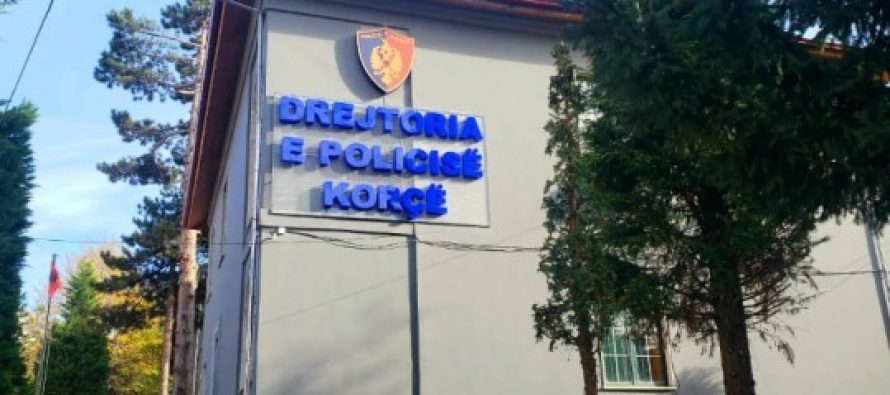 DREJTORIA
E POLICISË
KORÇË